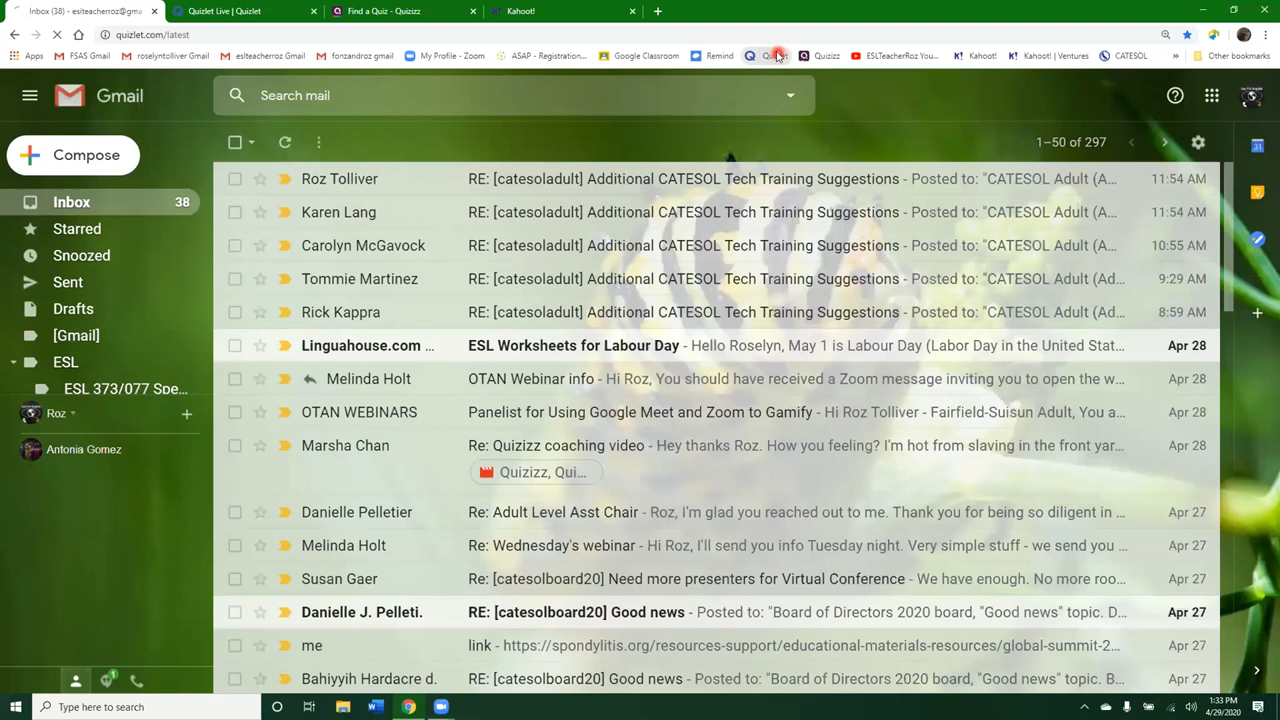 Inbox (38) - eslteacherroz@gmai
Quizlet Live | Quizlet
Find a Quiz - Quizizz
Kahoot!
quizlet.com/latest
Apps
FSAS Gmail
roselyntolliver Gmail
eslteacherroz Gmail
fonzandroz gmail
My Profile - Zoom
ASAP - Registration...
Google Classroom
Remind
Quizizz
ESLTeacherRoz You...
Kahoot!
Kahoot! | Ventures
CATESOL
Other bookmarks
Gmail
Search mail
Compose
1–50 of 297
Inbox 38
Starred
Snoozed
Sent
Drafts
[Gmail]
ESL
ESL 373/077 Spe...
Roz
Antonia Gomez
Roz Tolliver RE: [catesoladult] Additional CATESOL Tech Training Suggestions - Posted to: "CATESOL Adult (A... 11:54 AM
Karen Lang RE: [catesoladult] Additional CATESOL Tech Training Suggestions - Posted to: "CATESOL Adult (A... 11:54 AM
Carolyn McGavock RE: [catesoladult] Additional CATESOL Tech Training Suggestions - Posted to: "CATESOL Adult (A... 10:55 AM
Tommie Martinez RE: [catesoladult] Additional CATESOL Tech Training Suggestions - Posted to: "CATESOL Adult (Ad... 9:29 AM
Rick Kappra RE: [catesoladult] Additional CATESOL Tech Training Suggestions - Posted to: "CATESOL Adult (Ad... 8:59 AM
Linguahouse.com ... ESL Worksheets for Labour Day - Hello Roselyn, May 1 is Labour Day (Labor Day in the United Stat... Apr 28
Melinda Holt OTAN Webinar info - Hi Roz, You should have received a Zoom message inviting you to open the w... Apr 28
OTAN WEBINARS Panelist for Using Google Meet and Zoom to Gamify - Hi Roz Tolliver - Fairfield-Suisun Adult, You a... Apr 28
Marsha Chan Re: Quizizz coaching video - Hey thanks Roz. How you feeling? I'm hot from slaving in the front yar... Apr 28
Quizizz, Qui...
Danielle Pelletier Re: Adult Level Asst Chair - Roz, I'm glad you reached out to me. Thank you for being so diligent in ... Apr 27
Melinda Holt Re: Wednesday's webinar - Hi Roz, I'll send you info Tuesday night. Very simple stuff - we send you ... Apr 27
Susan Gaer Re: [catesolboard20] Need more presenters for Virtual Conference - We have enough. No more roo... Apr 27
Danielle J. Pelleti. RE: [catesolboard20] Good news - Posted to: "Board of Directors 2020 board, "Good news" topic. D... Apr 27
me link - https://spondylitis.org/resources-support/educational-materials-resources/global-summit-2... Apr 27
Bahiyyih Hardacre d. RE: [catesolboard20] Good news - Posted to: "Board of Directors 2020 board, "Good news" topic. B... Apr 27
Type here to search
1:33 PM
4/29/2020